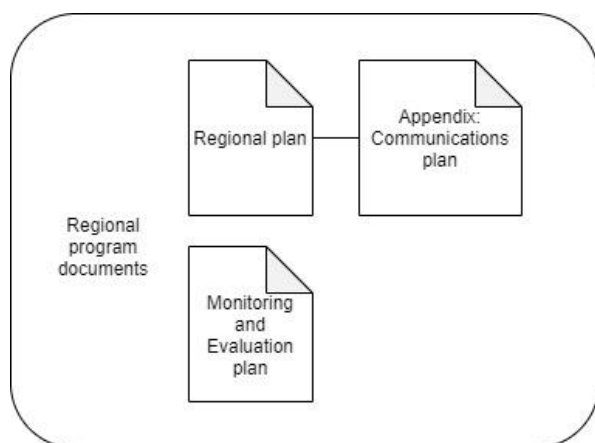 Regional plan
Appendix:
Communications
plan
Regional
program
documents
Monitoring
and
Evaluation
plan